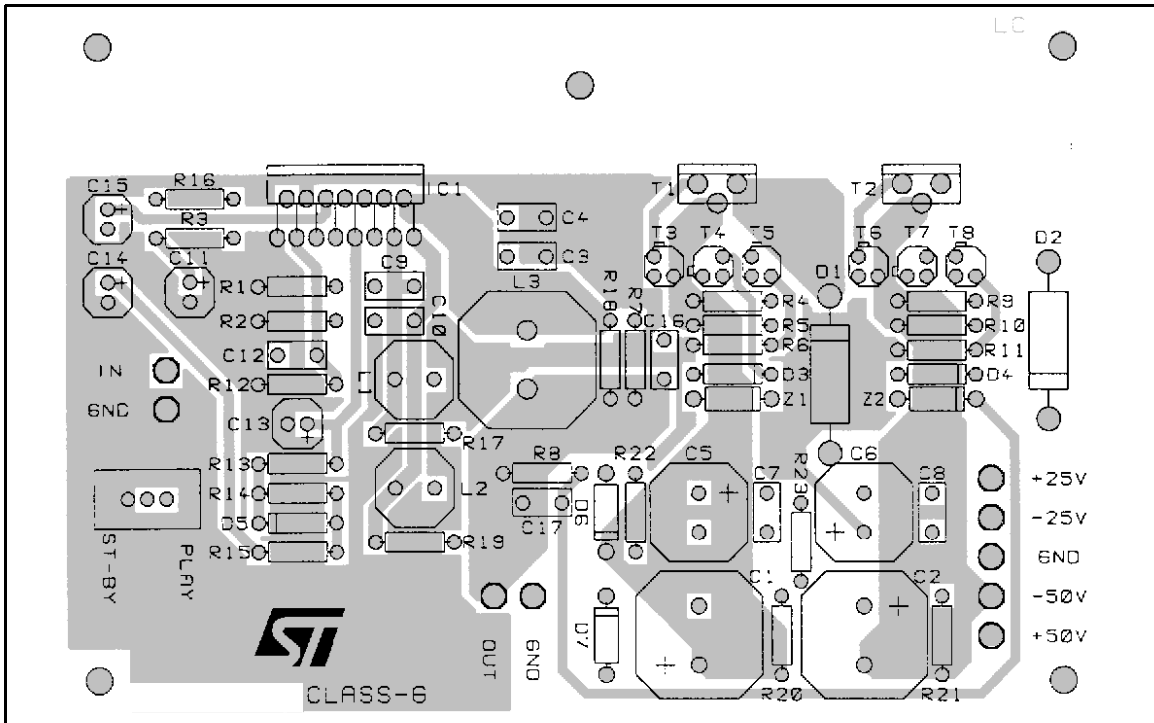 LC
C15
R16
IC1
T1
T2
R3
C4
T3
T4
T5
T6
T7
T8
D2
C14
C11
C3
R1
C9
L3
R18
R7
C16
D1
R4
R9
R2
C10
R5
R10
R6
R11
C12
IN
R12
D3
D4
Z1
Z2
GND
C13
R17
R13
R8
R22
C5
C7
R23
C6
C8
+25V
R14
L2
C17
D6
-25V
D5
R15
R19
GND
ST-BY
PLAY
C1
C2
-50V
ST
OUT
GND
D7
+50V
CLASS-G
R20
R21